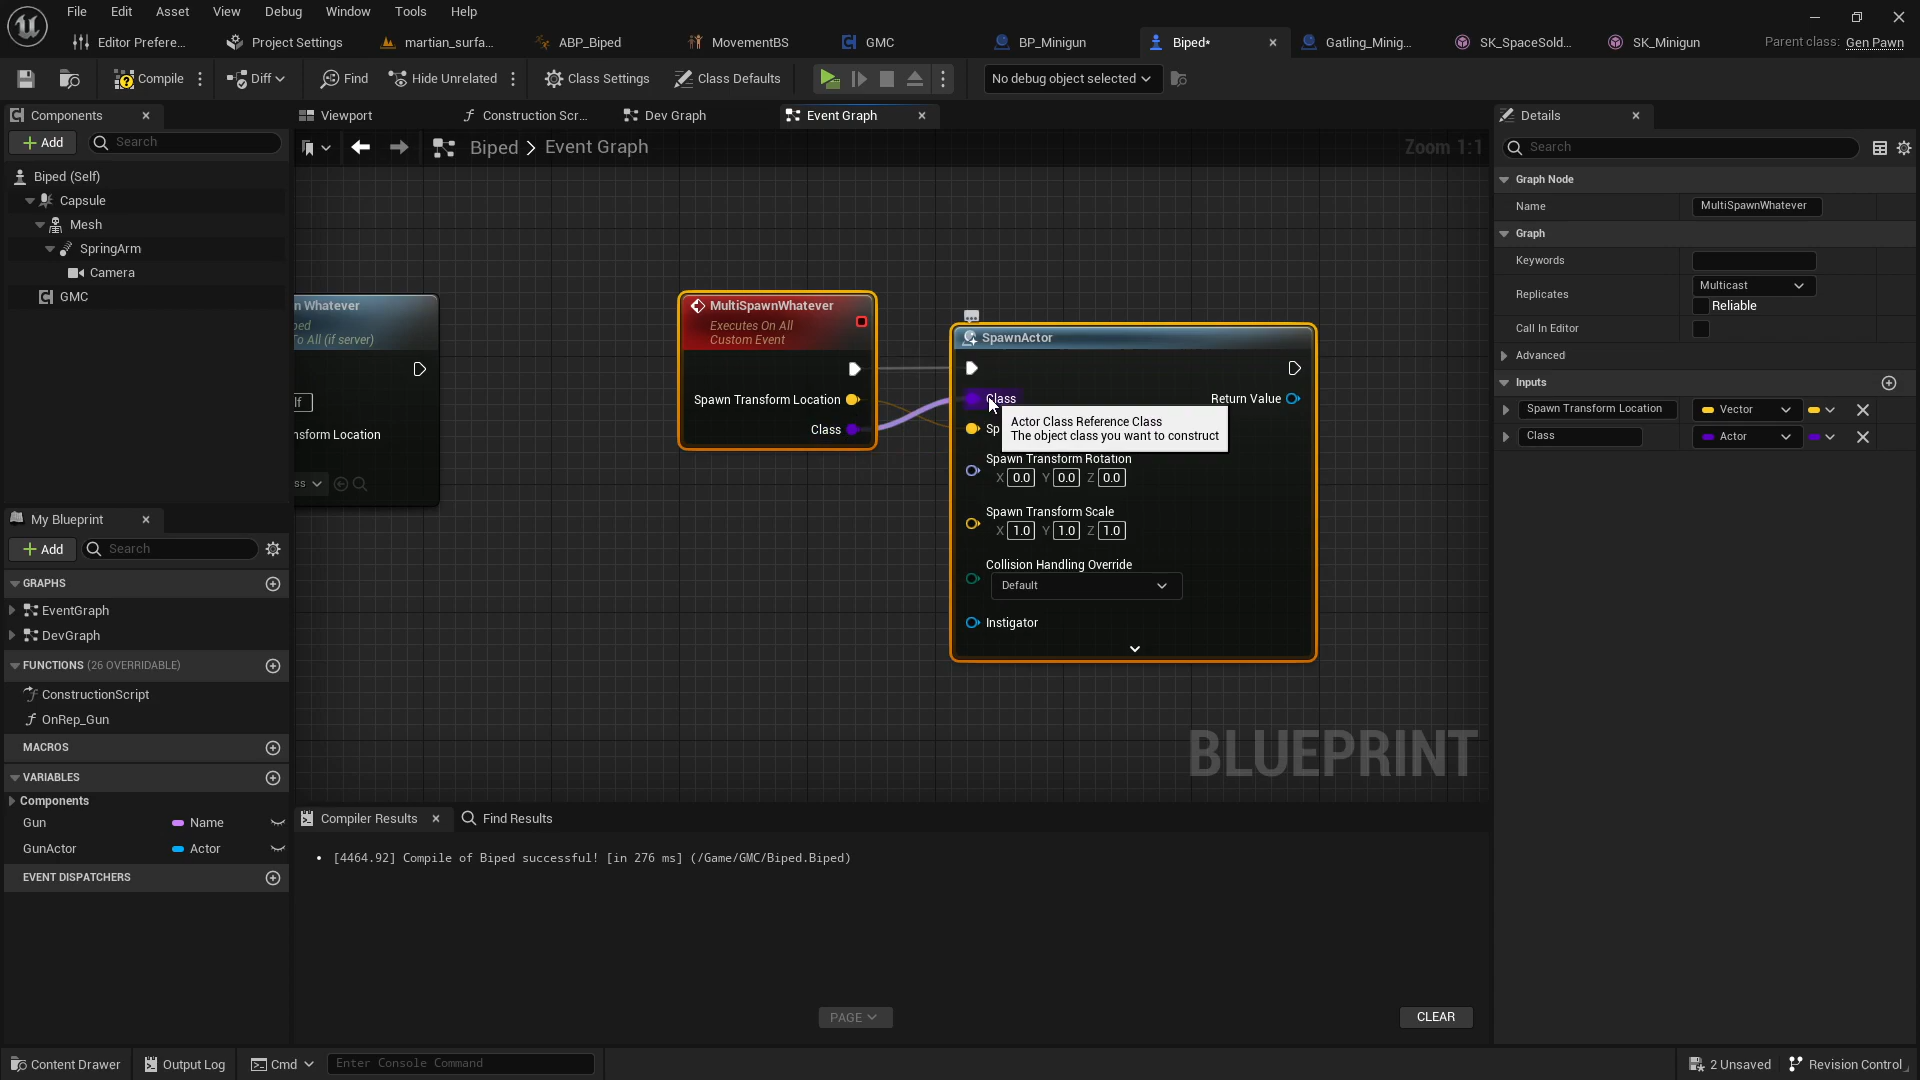 File Edit Asset View Debug Window Tools Help
Editor Prefere... Project Settings martian_surfa... ABP_Biped MovementBS GMC BP_Minigun Biped* Gatling_Minig... SK_SpaceSold... SK_Minigun Parent class: Gen Pawn
Compile Diff Find Hide Unrelated Class Settings Class Defaults No debug object selected
Components
Add Search
Biped (Self)
Capsule
Mesh
SpringArm
Camera
GMC
My Blueprint
Add Search
GRAPHS
EventGraph
DevGraph
FUNCTIONS (26 OVERRIDABLE)
ConstructionScript
OnRep_Gun
MACROS
VARIABLES
Components
Gun Name
GunActor Actor
EVENT DISPATCHERS
Viewport Construction Scr... Dev Graph Event Graph
Biped > Event Graph Zoom 1:1
n Whatever
ped
To All (if server)
lf
nsform Location
ss
MultiSpawnWhatever
Executes On All
Custom Event
Spawn Transform Location
Class
SpawnActor
Class Return Value
Sp
Actor Class Reference Class
The object class you want to construct
Spawn Transform Rotation
X 0.0 Y 0.0 Z 0.0
Spawn Transform Scale
X 1.0 Y 1.0 Z 1.0
Collision Handling Override
Default
Instigator
BLUEPRINT
Compiler Results Find Results
[4464.92] Compile of Biped successful! [in 276 ms] (/Game/GMC/Biped.Biped)
PAGE CLEAR
Details
Search
Graph Node
Name MultiSpawnWhatever
Graph
Keywords
Replicates Multicast
Reliable
Call In Editor
Advanced
Inputs
Spawn Transform Location Vector
Class Actor
Content Drawer Output Log Cmd Enter Console Command 2 Unsaved Revision Control